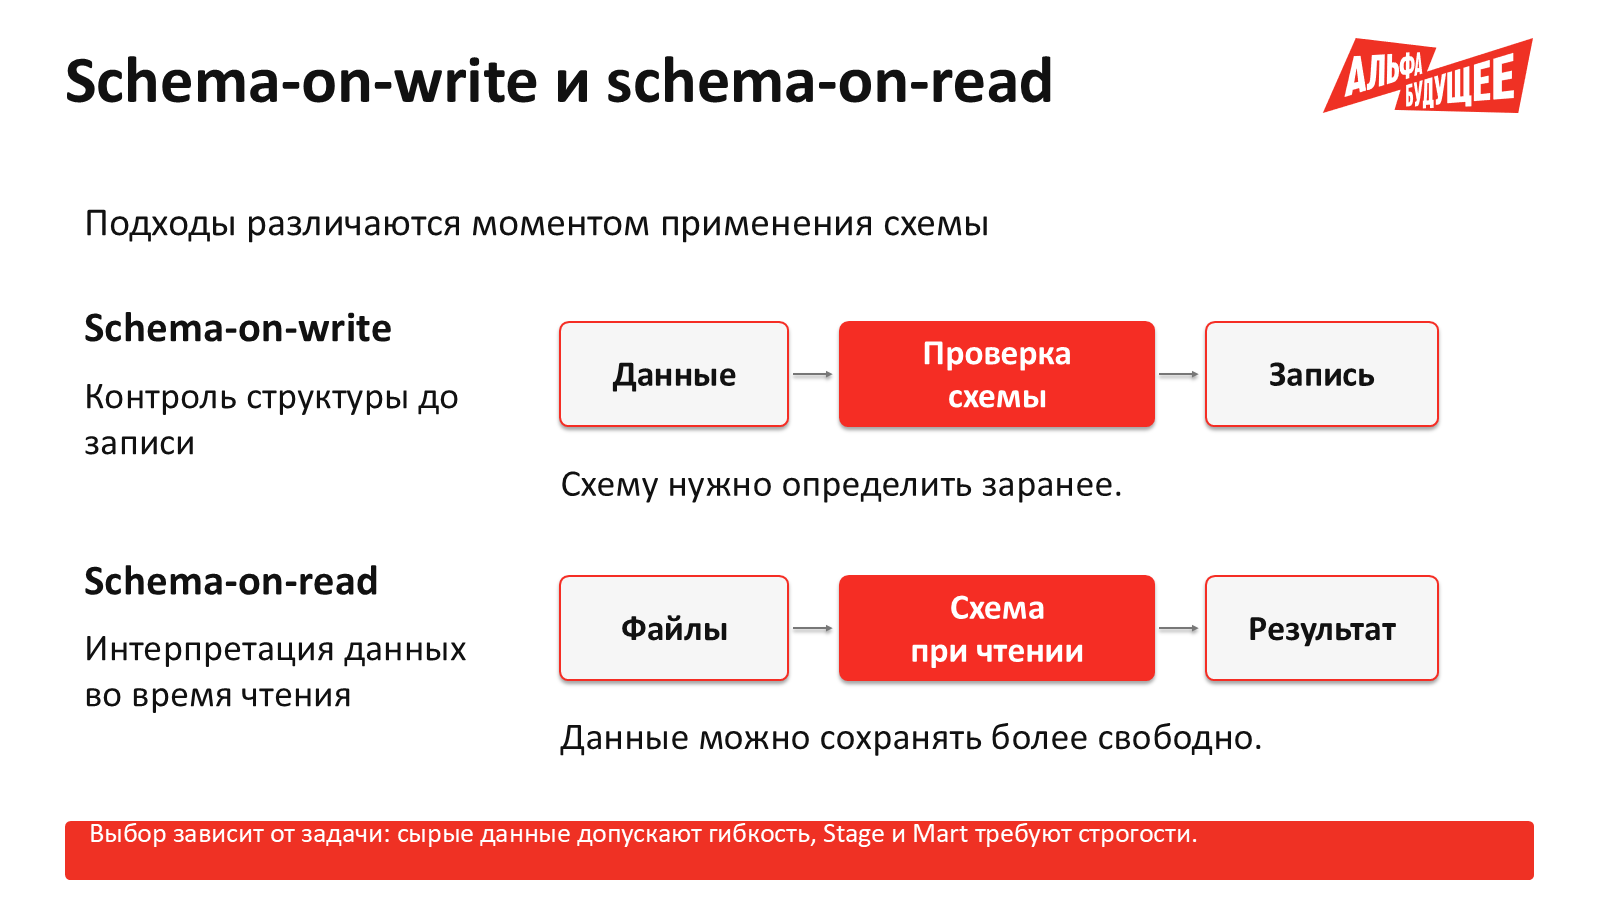 Schema-on-write и schema-on-read
АЛЬФА
БУДУЩЕЕ
Подходы различаются моментом применения схемы
Schema-on-write
Контроль структуры до
записи
Данные
Проверка
схемы
Запись
Схему нужно определить заранее.
Schema-on-read
Интерпретация данных
во время чтения
Файлы
Схема
при чтении
Результат
Данные можно сохранять более свободно.
Выбор зависит от задачи: сырые данные допускают гибкость, Stage и Mart требуют строгости.